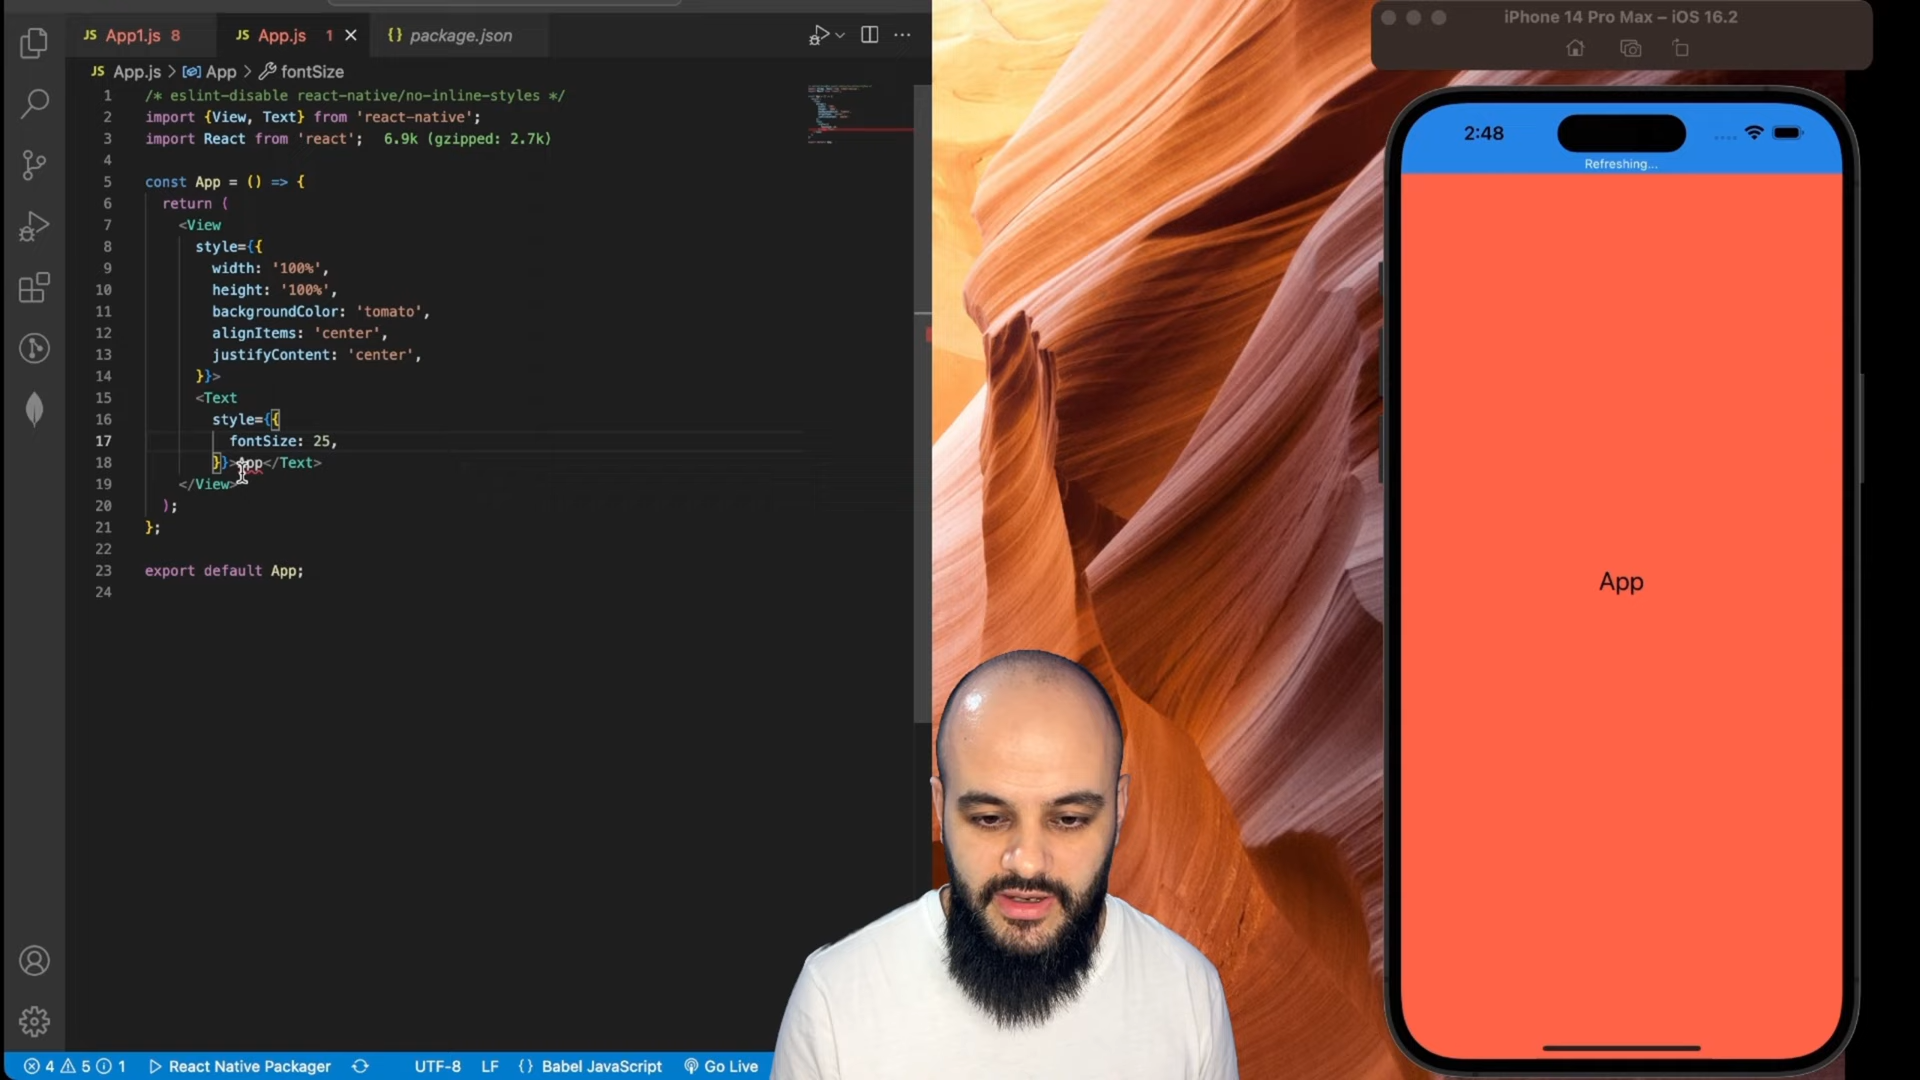 JS App1.js 8
JS App.js 1
{} package.json
JS App.js > App > fontSize
1 /* eslint-disable react-native/no-inline-styles */
2 import {View, Text} from 'react-native';
3 import React from 'react'; 6.9k (gzipped: 2.7k)
4
5 const App = () => {
6 return (
7 <View
8 style={{
9 width: '100%',
10 height: '100%',
11 backgroundColor: 'tomato',
12 alignItems: 'center',
13 justifyContent: 'center',
14 }}>
15 <Text
16 style={{
17 fontSize: 25,
18 }}>App</Text>
19 </View>
20 );
21 };
22
23 export default App;
24
4 5 1 React Native Packager UTF-8 LF {} Babel JavaScript Go Live
iPhone 14 Pro Max – iOS 16.2
2:48
Refreshing...
App